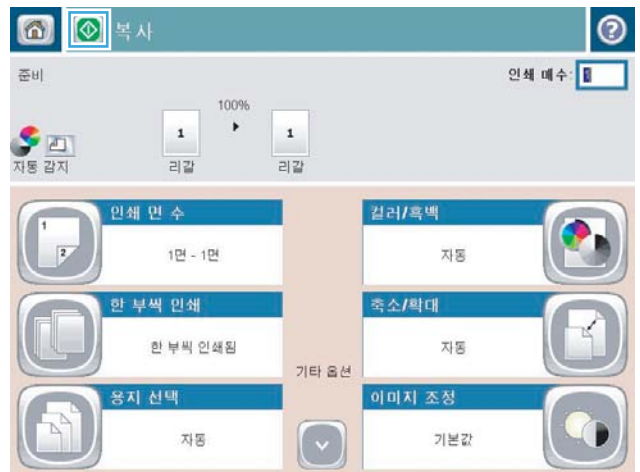 복사
?
준비
인쇄 매수: 1
100%
1
1
자동 감지
리갈
리갈
인쇄 면 수
1
2
1면 - 1면
컬러/흑백
자동
한 부씩 인쇄
한 부씩 인쇄됨
축소/확대
자동
기타 옵션
용지 선택
자동
이미지 조정
기본값